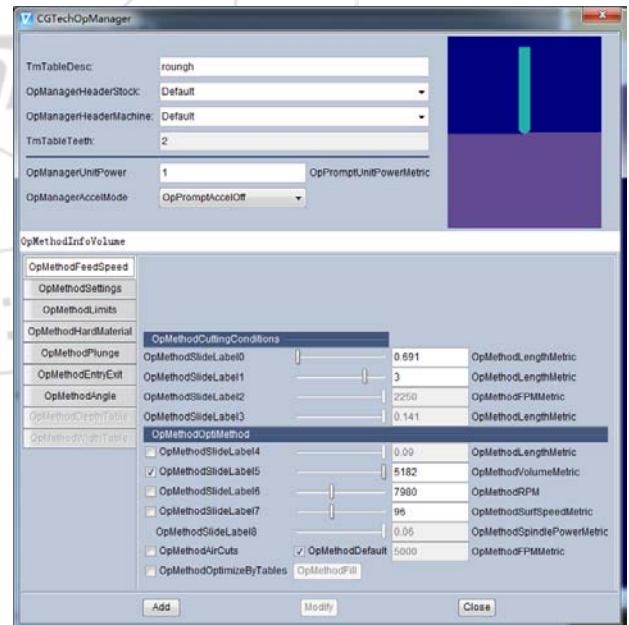 CGTechOpManager
TmTableDesc: roungh
OpManagerHeaderStock: Default
OpManagerHeaderMachine: Default
TmTableTeeth: 2
OpManagerUnitPower 1 OpPromptUnitPowerMetric
OpManagerAccelMode OpPromptAccelOff
OpMethodInfoVolume
OpMethodFeedSpeed
OpMethodSettings
OpMethodLimits
OpMethodHardMaterial
OpMethodPlunge
OpMethodEntryExit
OpMethodAngle
OpMethodDepthTable
OpMethodWidthTable
OpMethodCuttingConditions
OpMethodSlideLabel0 0.691 OpMethodLengthMetric
OpMethodSlideLabel1 3 OpMethodLengthMetric
OpMethodSlideLabel2 2250 OpMethodFPMMetric
OpMethodSlideLabel3 0.141 OpMethodLengthMetric
OpMethodOptiMethod
OpMethodSlideLabel4 0.09 OpMethodLengthMetric
OpMethodSlideLabel5 5182 OpMethodVolumeMetric
OpMethodSlideLabel6 7980 OpMethodRPM
OpMethodSlideLabel7 96 OpMethodSurfSpeedMetric
OpMethodSlideLabel8 0.05 OpMethodSpindlePowerMetric
OpMethodAirCuts OpMethodDefault 5000 OpMethodFPMMetric
OpMethodOptimizeByTables OpMethodFill
Add Modify Close